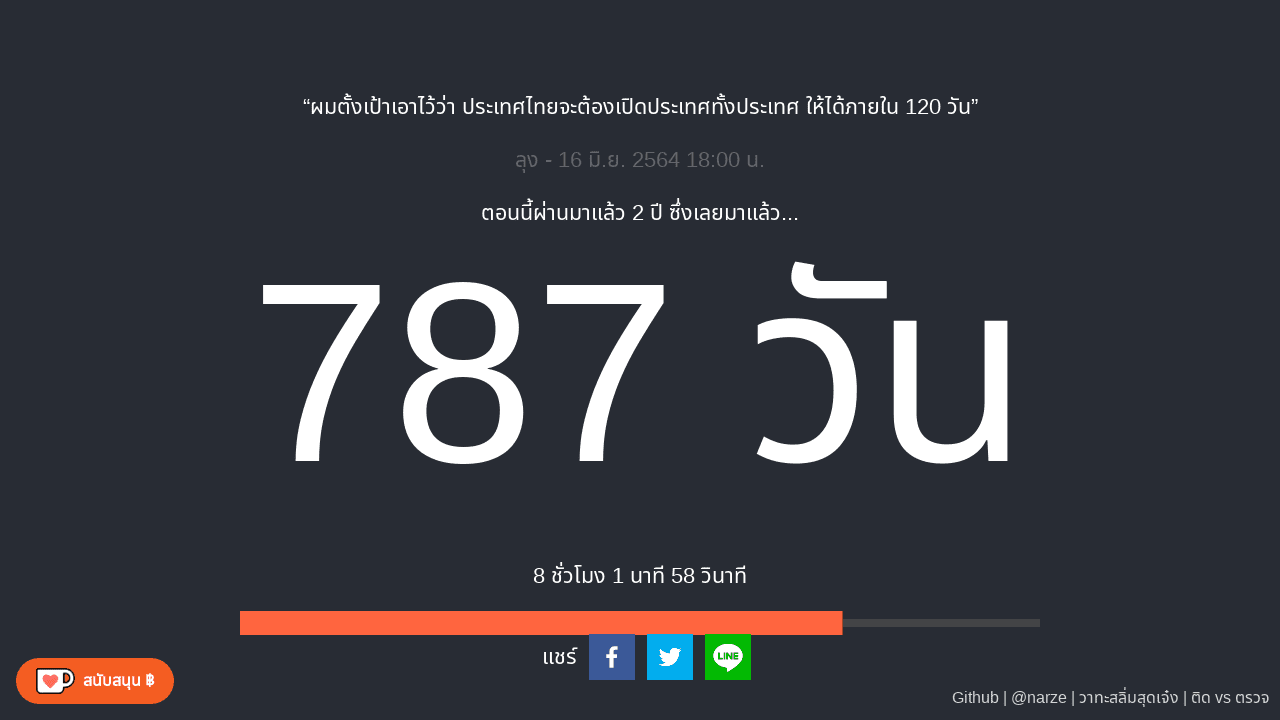 “ผมตั้งเป้าเอาไว้ว่า ประเทศไทยจะต้องเปิดประเทศทั้งประเทศ ให้ได้ภายใน 120 วัน”
ลุง - 16 มิ.ย. 2564 18:00 น.
ตอนนี้ผ่านมาแล้ว 2 ปี ซึ่งเลยมาแล้ว...
787 วัน
8 ชั่วโมง 1 นาที 58 วินาที
แชร์ LINE
สนับสนุน ฿
Github | @narze | วาทะสลิ่มสุดเจ๋ง | ติด vs ตรวจ